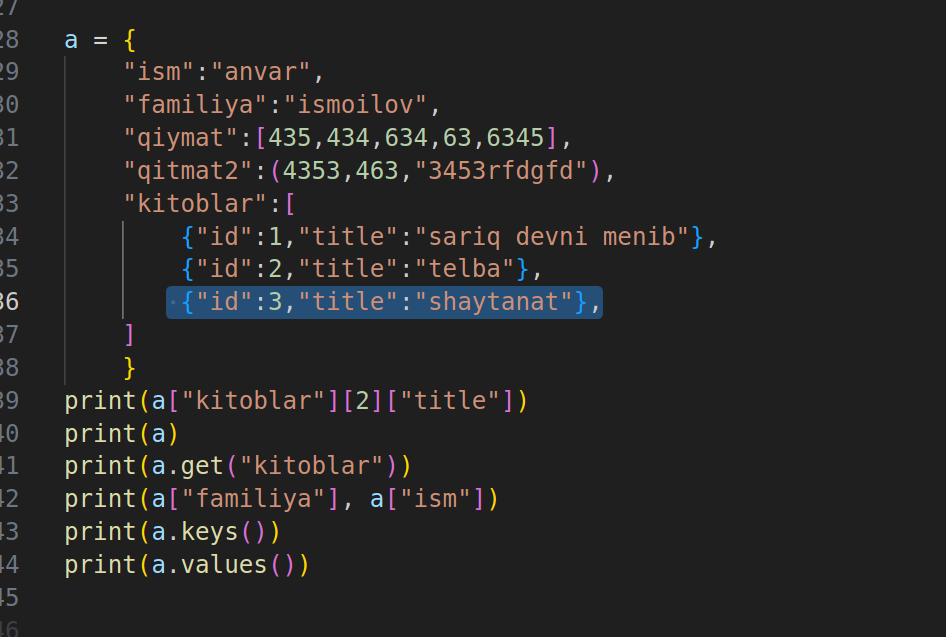 27
28 a = {
29     "ism":"anvar",
30     "familiya":"ismoilov",
31     "qiymat":[435,434,634,63,6345],
32     "qitmat2":(4353,463,"3453rfdgfd"),
33     "kitoblar":[
34         {"id":1,"title":"sariq devni menib"},
35         {"id":2,"title":"telba"},
36         {"id":3,"title":"shaytanat"},
37     ]
38     }
39 print(a["kitoblar"][2]["title"])
40 print(a)
41 print(a.get("kitoblar"))
42 print(a["familiya"], a["ism"])
43 print(a.keys())
44 print(a.values())
45
46